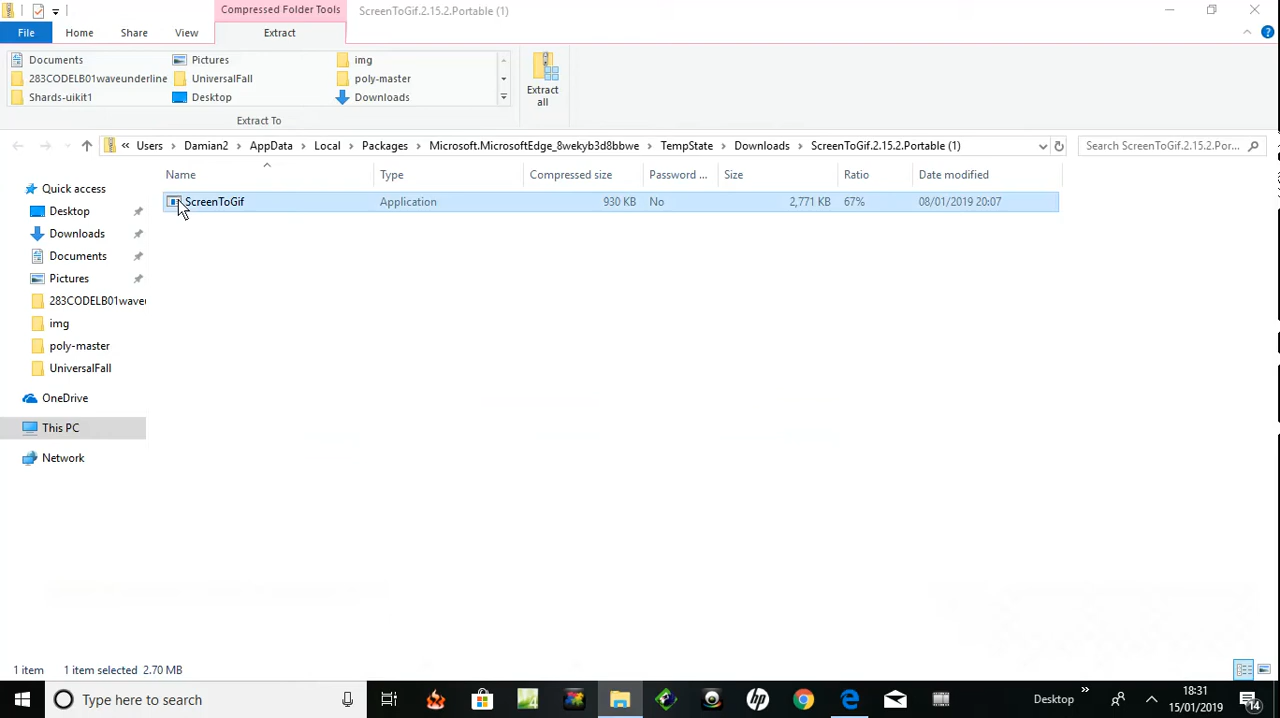 Compressed Folder Tools
ScreenToGif.2.15.2.Portable (1)
File
Home
Share
View
Extract
Documents
Pictures
img
283CODELB01waveunderline
UniversalFall
poly-master
Shards-uikit1
Desktop
Downloads
Extract all
Extract To
« Users > Damian2 > AppData > Local > Packages > Microsoft.MicrosoftEdge_8wekyb3d8bbwe > TempState > Downloads > ScreenToGif.2.15.2.Portable (1)
Search ScreenToGif.2.15.2.Port...
Name
Type
Compressed size
Password ...
Size
Ratio
Date modified
ScreenToGif
Application
930 KB
No
2,771 KB
67%
08/01/2019 20:07
Quick access
Desktop
Downloads
Documents
Pictures
283CODELB01wave
img
poly-master
UniversalFall
OneDrive
This PC
Network
1 item
1 item selected 2.70 MB
Type here to search
Desktop
»
18:31
15/01/2019
14